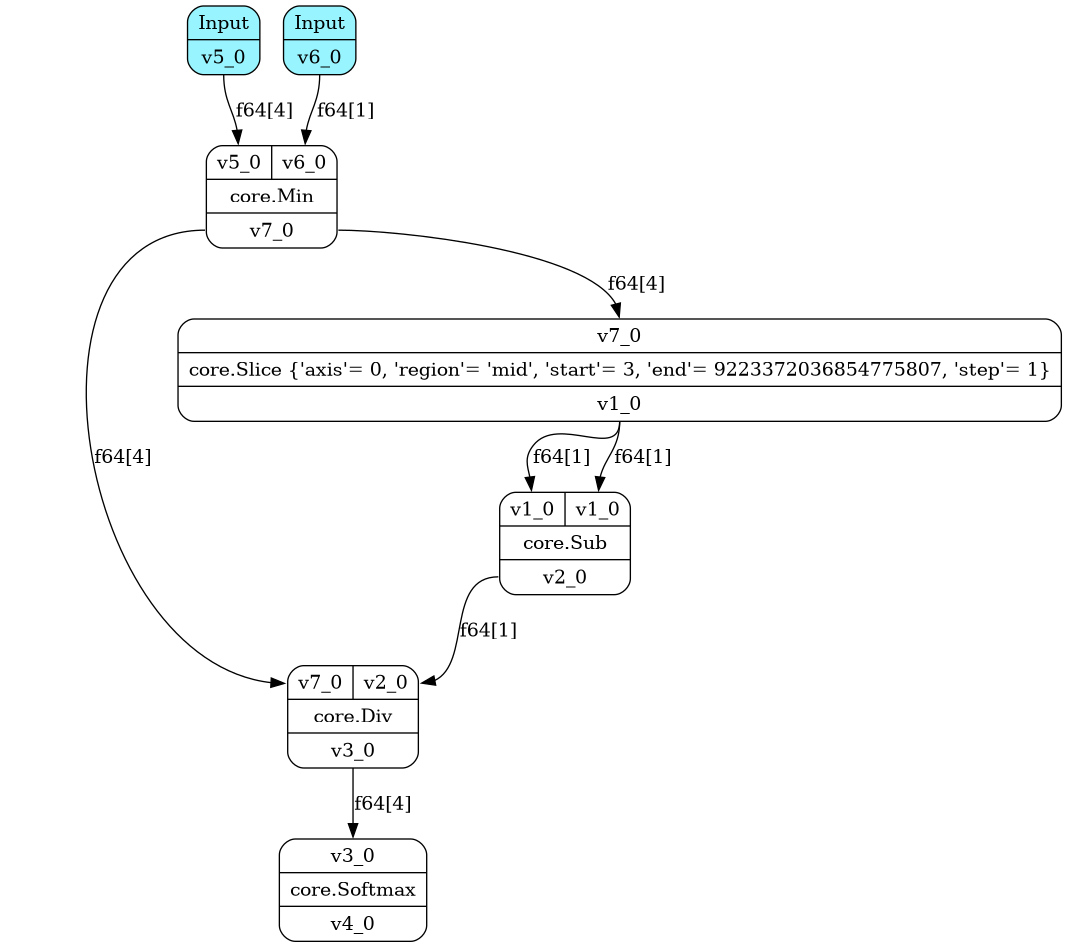 Input
v5_0
Input
v6_0
f64[4]
f64[1]
v5_0
v6_0
core.Min
v7_0
f64[4]
v7_0
core.Slice {'axis'= 0, 'region'= 'mid', 'start'= 3, 'end'= 9223372036854775807, 'step'= 1}
v1_0
f64[4]
f64[1]
f64[1]
v1_0
v1_0
core.Sub
v2_0
f64[1]
v7_0
v2_0
core.Div
v3_0
f64[4]
v3_0
core.Softmax
v4_0